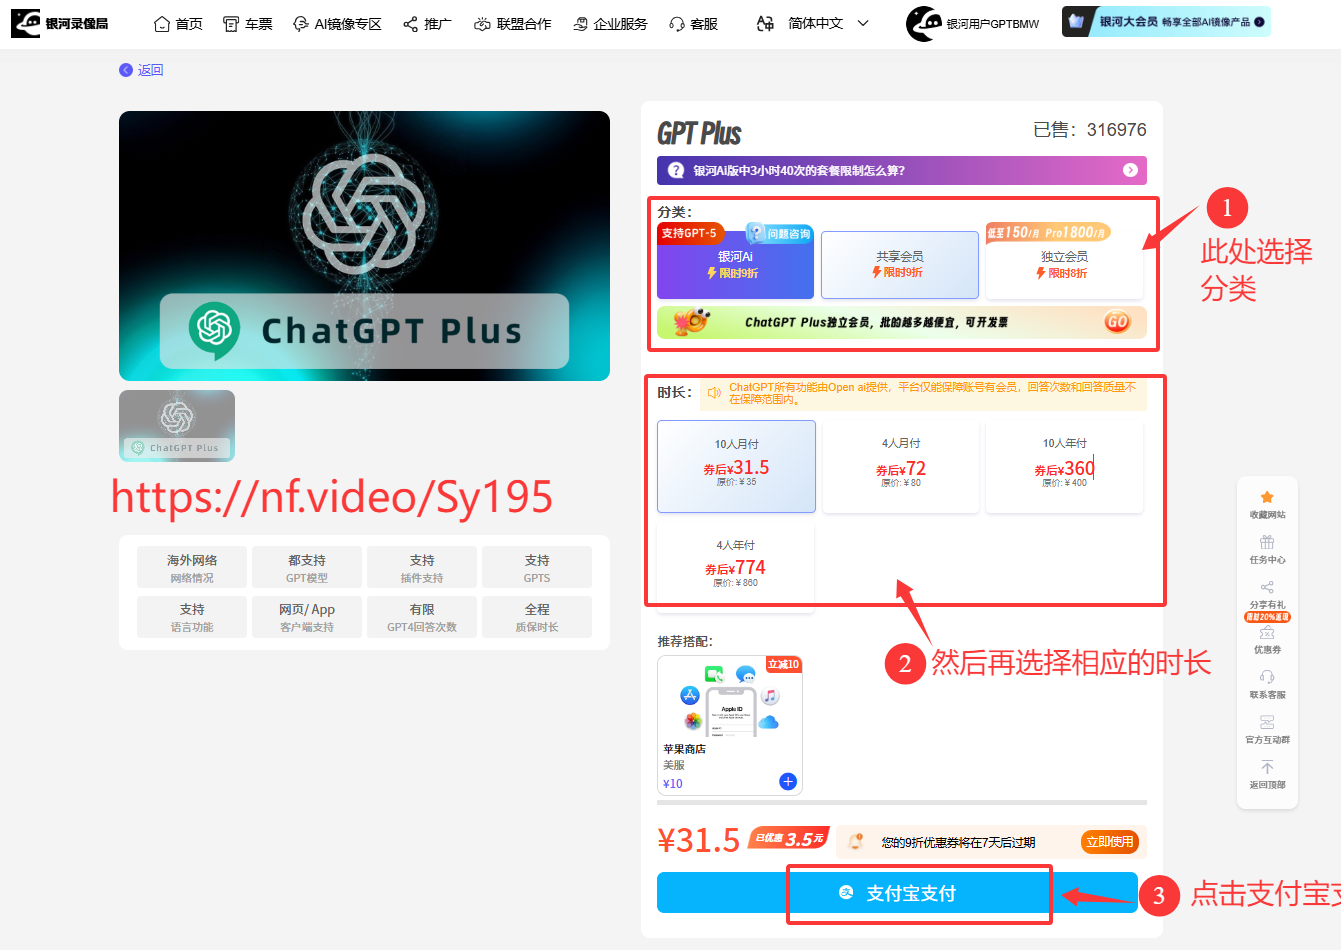 银河录像局
首页
车票
AI镜像专区
推广
联盟合作
企业服务
客服
简体中文
银河用户GPTBMW
银河大会员 畅享全部AI镜像产品
返回
ChatGPT Plus
ChatGPT Plus
https://nf.video/Sy195
海外网络
网络情况
都支持
GPT模型
支持
插件支持
支持
GPTS
支持
语言功能
网页/ App
客户端支持
有限
GPT4回答次数
全程
质保时长
GPT Plus
已售：316976
银河AI版中3小时40次的套餐限制怎么算?
分类：
支持GPT-5
问题咨询
银河Ai
限时9折
共享会员
限时9折
低至150/月 Pro1800/月
独立会员
限时8折
ChatGPT Plus独立会员，批的越多越便宜，可开发票
GO
1
此处选择
分类
时长：
ChatGPT所有功能由Open ai提供，平台仅能保障账号有会员，回答次数和回答质量不
在保障范围内。
10人月付
券后¥31.5
原价: ¥ 35
4人月付
券后¥72
原价: ¥ 80
10人年付
券后¥360
原价: ¥ 400
4人年付
券后¥774
原价: ¥ 860
2
然后再选择相应的时长
推荐搭配：
立减10
Apple ID
苹果商店
美服
¥10
¥31.5
已优惠 3.5元
您的9折优惠券将在7天后过期
立即使用
支付宝支付
3
点击支付宝支
收藏网站
任务中心
分享有礼
限时20%返现
优惠券
联系客服
官方互动群
返回顶部